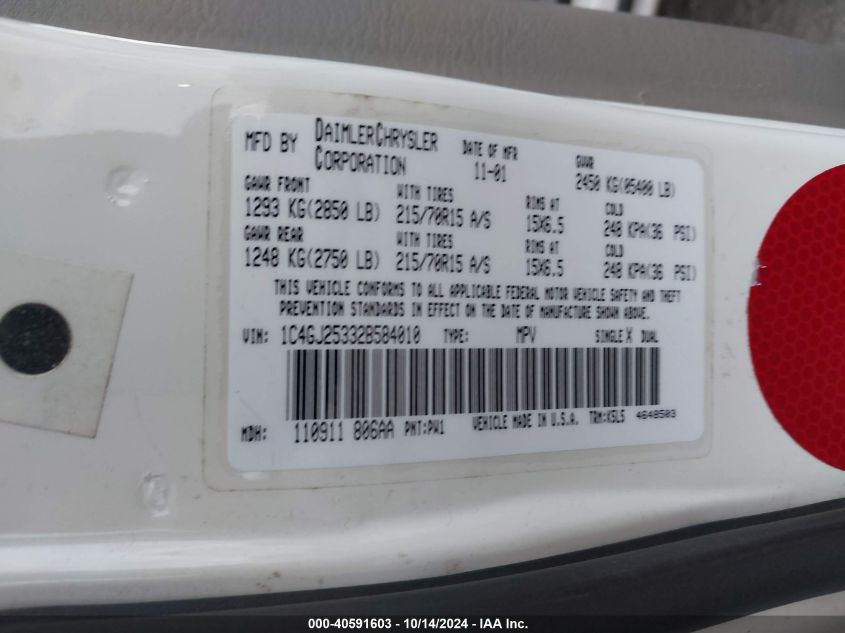 MFD BY DAIMLERCHRYSLER CORPORATION DATE OF MFR 11-01 GVWR 2450 KG(05400 LB)
GAWR FRONT WITH TIRES RIMS AT COLD
1293 KG(2850 LB) 215/70R15 A/S 15X6.5 248 KPA(36 PSI)
GAWR REAR WITH TIRES RIMS AT COLD
1248 KG(2750 LB) 215/70R15 A/S 15X6.5 248 KPA(36 PSI)
THIS VEHICLE CONFORMS TO ALL APPLICABLE FEDERAL MOTOR VEHICLE SAFETY AND THEFT
PREVENTION STANDARDS IN EFFECT ON THE DATE OF MANUFACTURE SHOWN ABOVE.
VIN: 1C4GJ25332B584010 TYPE: MPV SINGLE X DUAL
MDH: 110911 806AA PNT:PW1 VEHICLE MADE IN U.S.A. TRM:K5L5 4648503
000-40591603 - 10/14/2024 - IAA Inc.